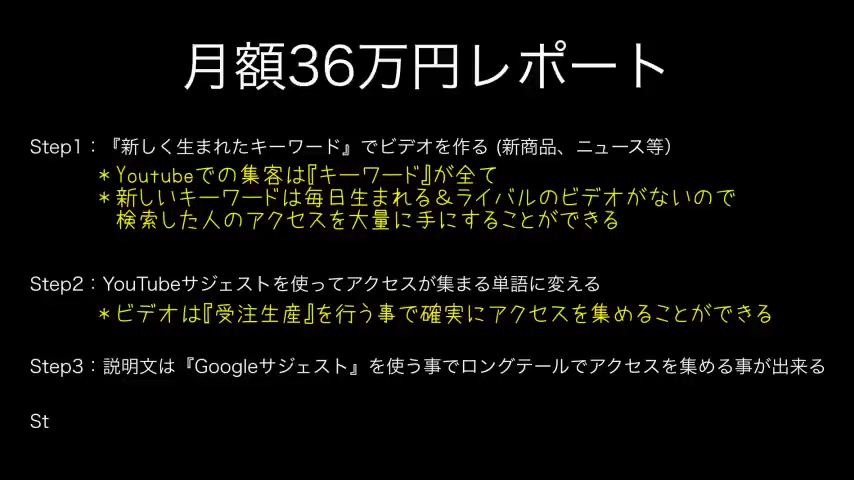 月額36万円レポート
Step1：『新しく生まれたキーワード』でビデオを作る (新商品、ニュース等）
＊Youtubeでの集客は『キーワード』が全て
＊新しいキーワードは毎日生まれる＆ライバルのビデオがないので
検索した人のアクセスを大量に手にすることができる
Step2：YouTubeサジェストを使ってアクセスが集まる単語に変える
＊ビデオは『受注生産』を行う事で確実にアクセスを集めることができる
Step3：説明文は『Googleサジェスト』を使う事でロングテールでアクセスを集める事が出来る
St